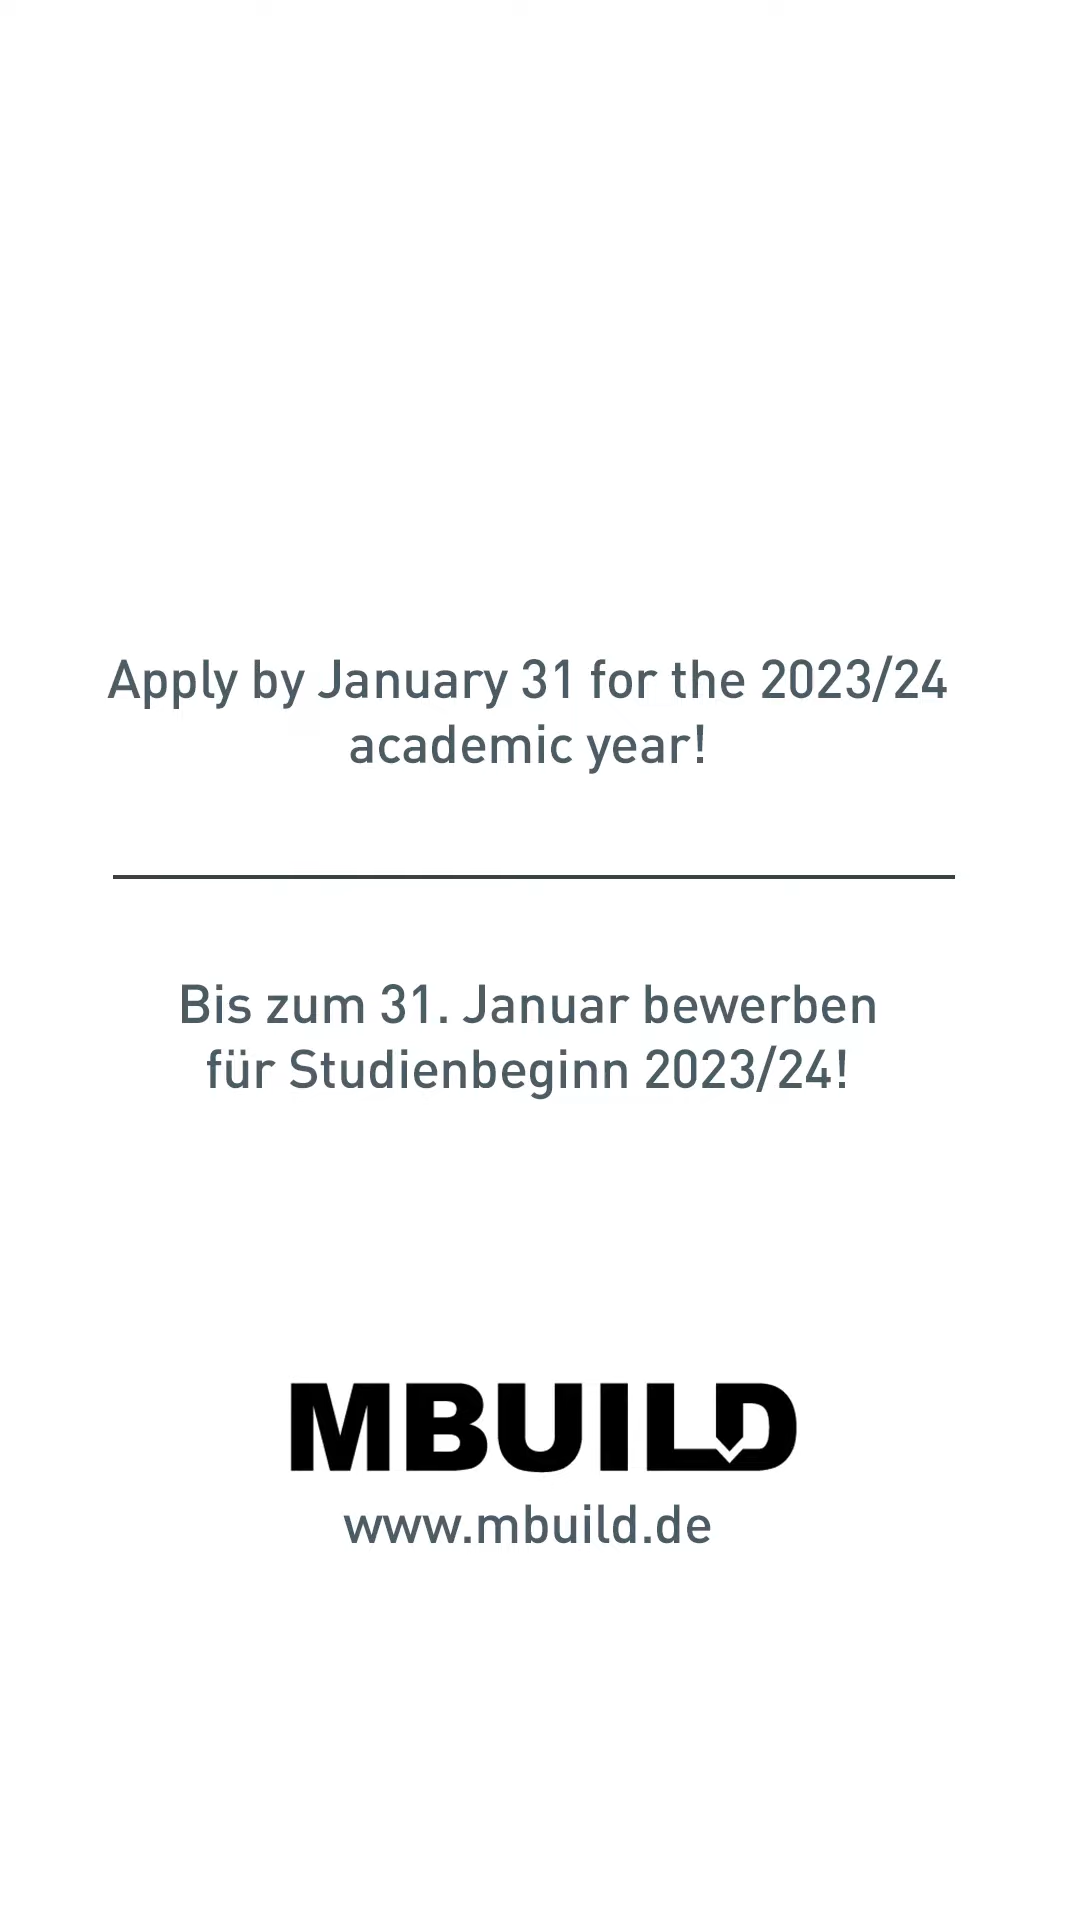 Apply by January 31 for the 2023/24
academic year!
Bis zum 31. Januar bewerben
für Studienbeginn 2023/24!
MBUILD
www.mbuild.de